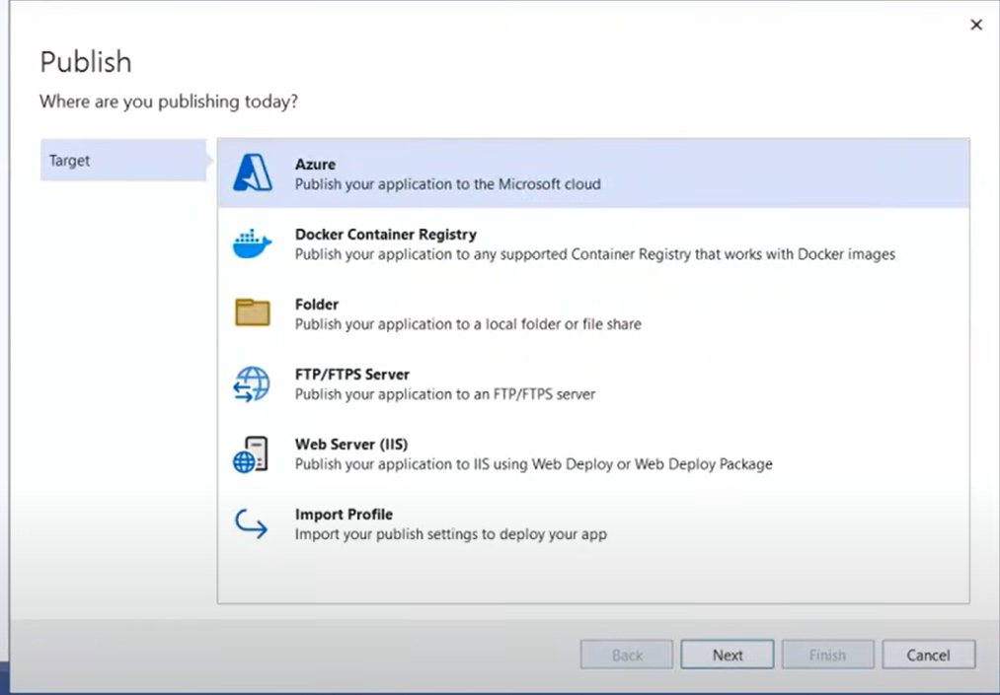 Publish
Where are you publishing today?
Target
Azure
Publish your application to the Microsoft cloud
Docker Container Registry
Publish your application to any supported Container Registry that works with Docker images
Folder
Publish your application to a local folder or file share
FTP/FTPS Server
Publish your application to an FTP/FTPS server
Web Server (IIS)
Publish your application to IIS using Web Deploy or Web Deploy Package
Import Profile
Import your publish settings to deploy your app
Back
Next
Finish
Cancel